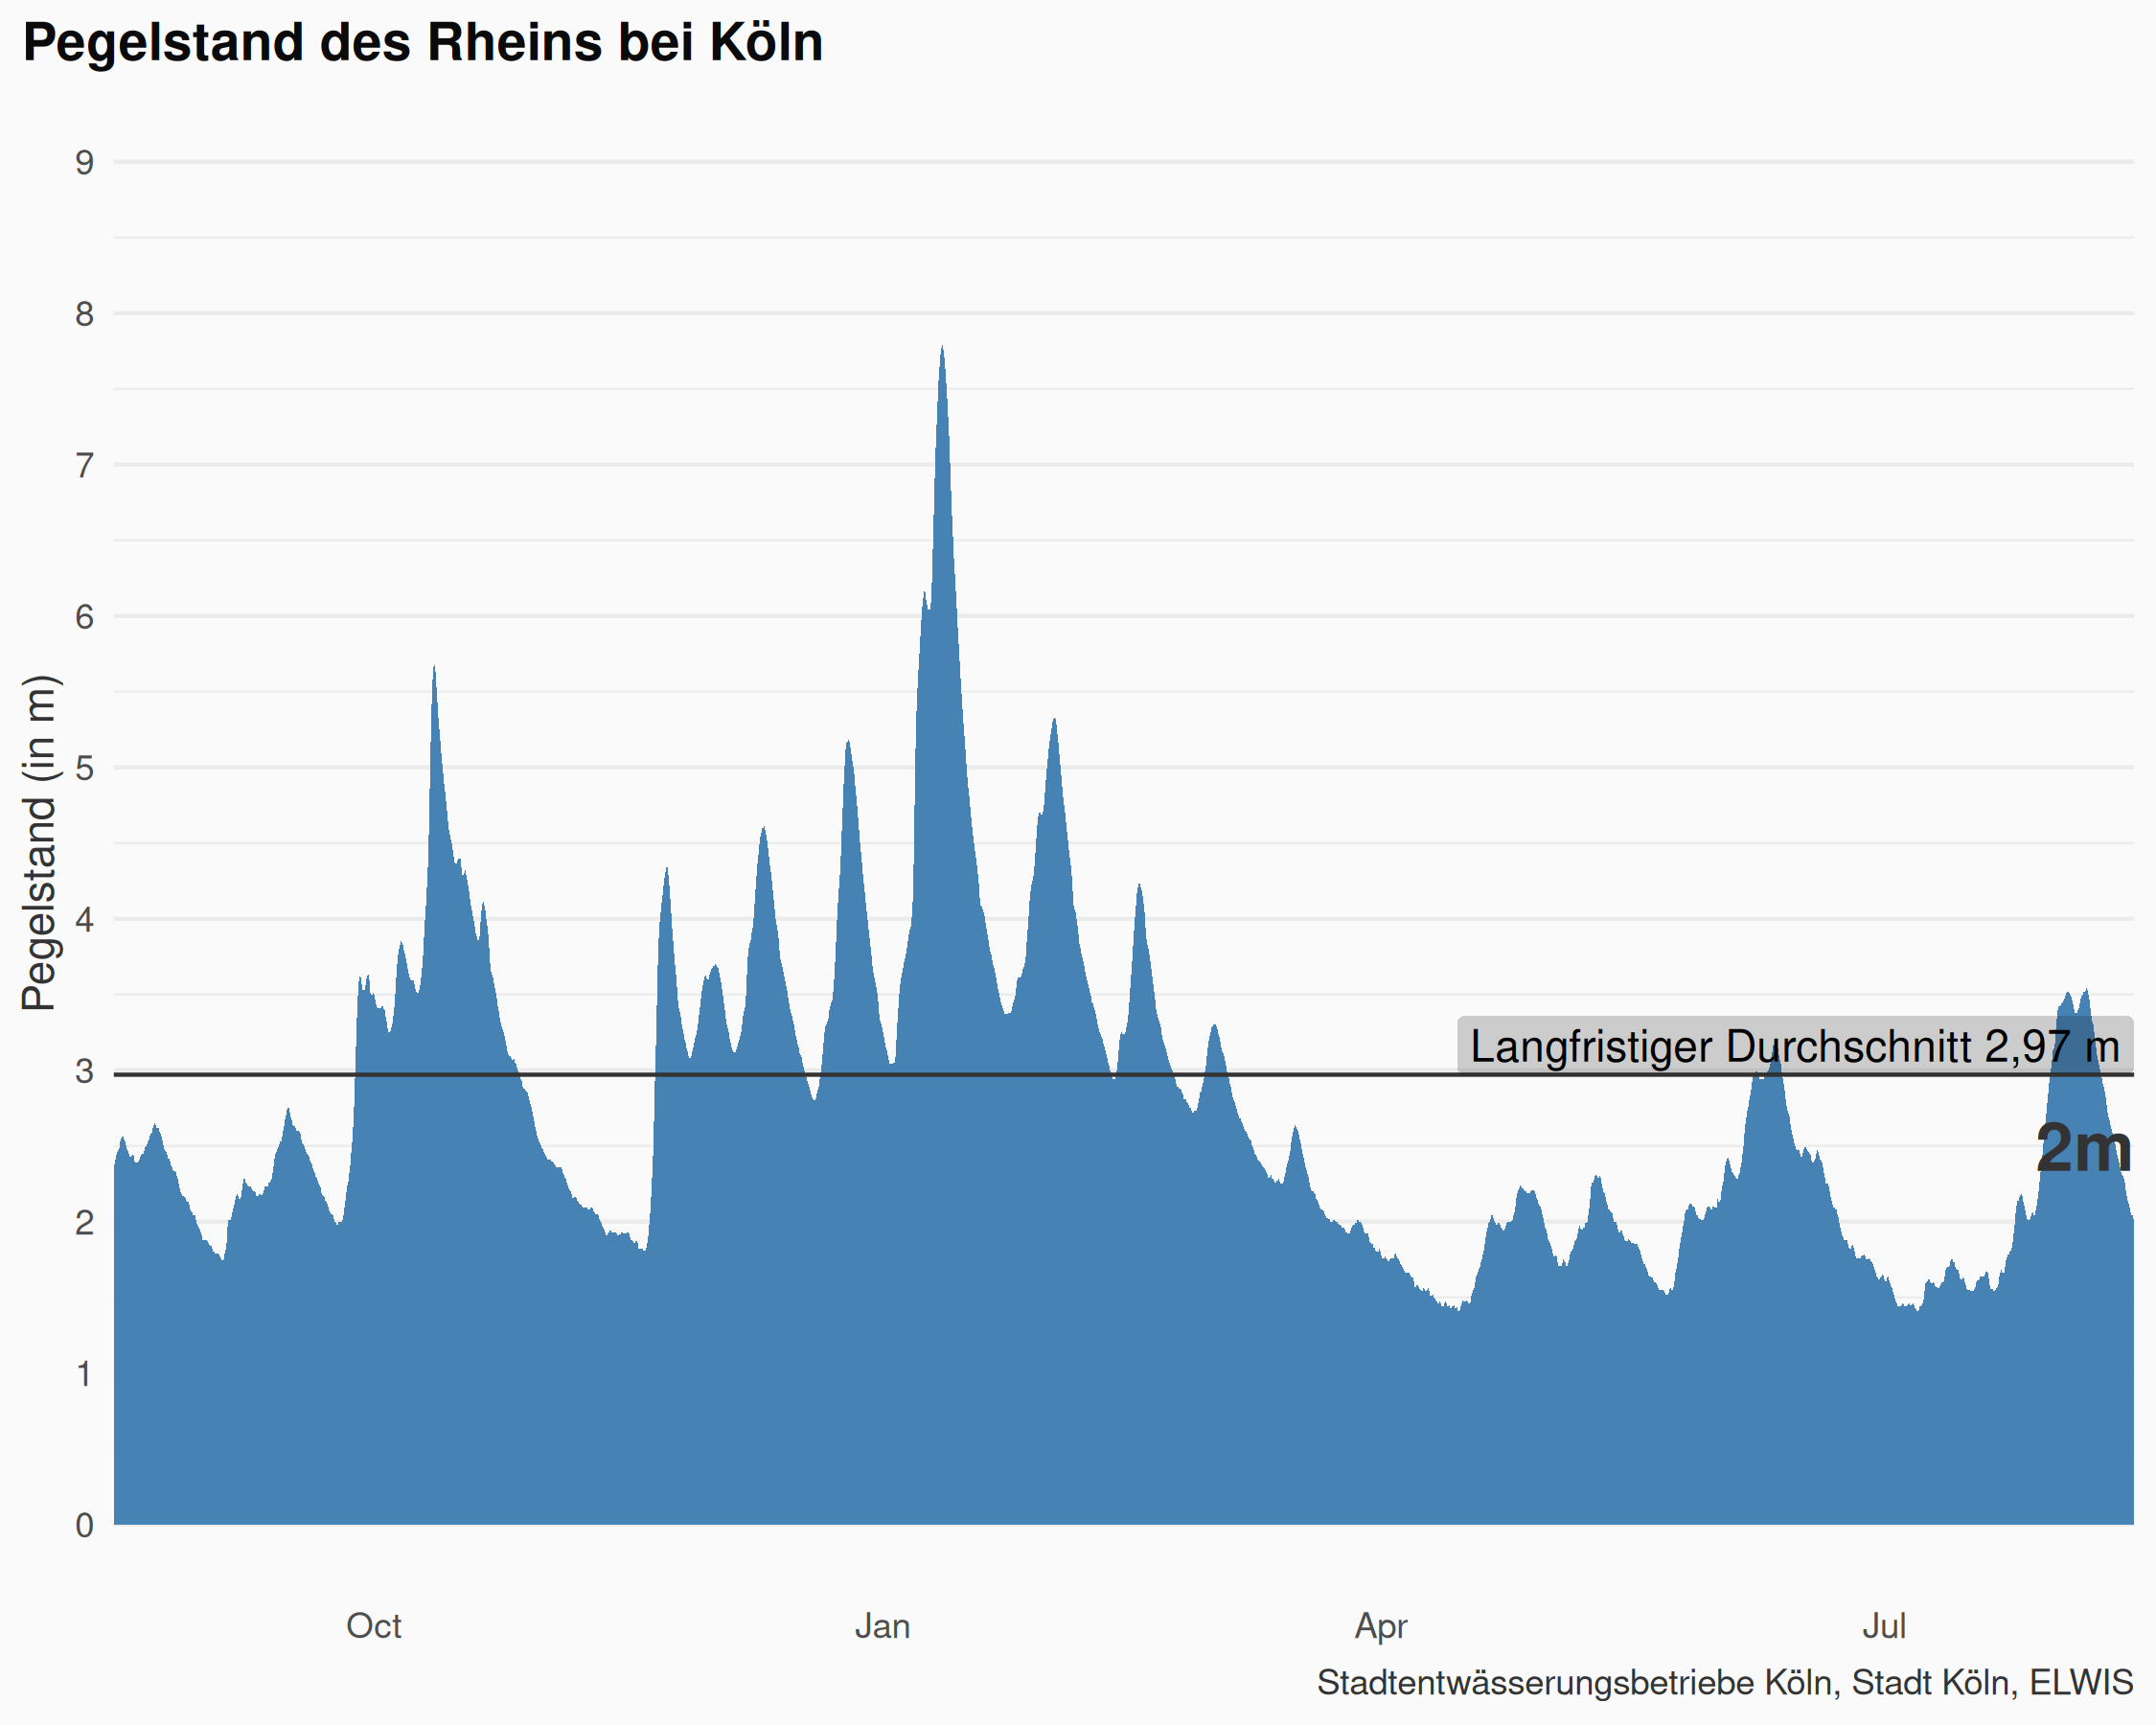 Pegelstand des Rheins bei Köln
9
8
7
6
5
4
3
2
1
0
Pegelstand (in m)
Langfristiger Durchschnitt 2,97 m
2m
Oct Jan Apr Jul
Stadtentwässerungsbetriebe Köln, Stadt Köln, ELWIS